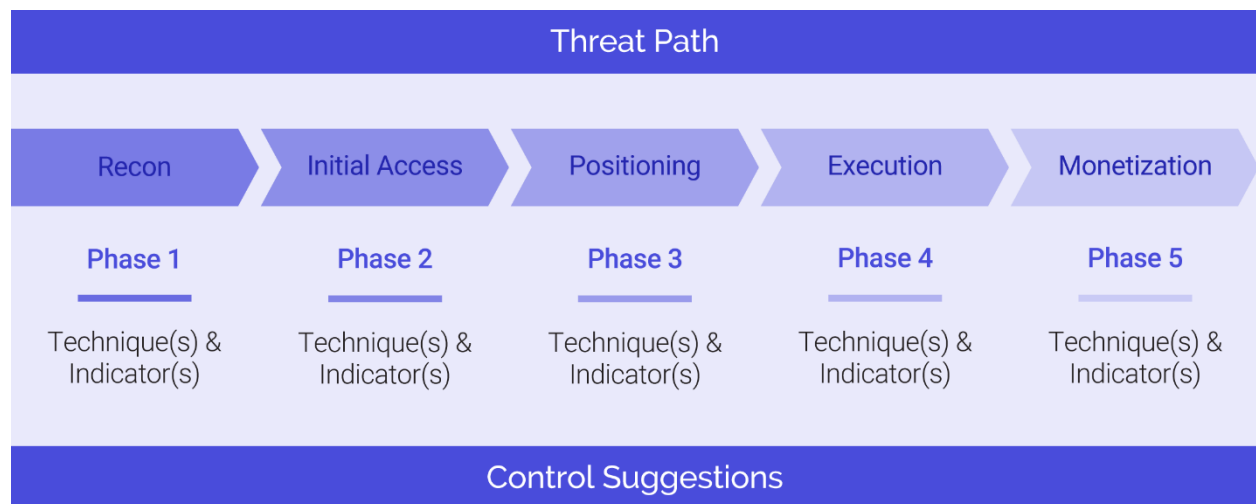 Threat Path
Recon
Initial Access
Positioning
Execution
Monetization
Phase 1
Phase 2
Phase 3
Phase 4
Phase 5
Technique(s) &
Indicator(s)
Technique(s) &
Indicator(s)
Technique(s) &
Indicator(s)
Technique(s) &
Indicator(s)
Technique(s) &
Indicator(s)
Control Suggestions